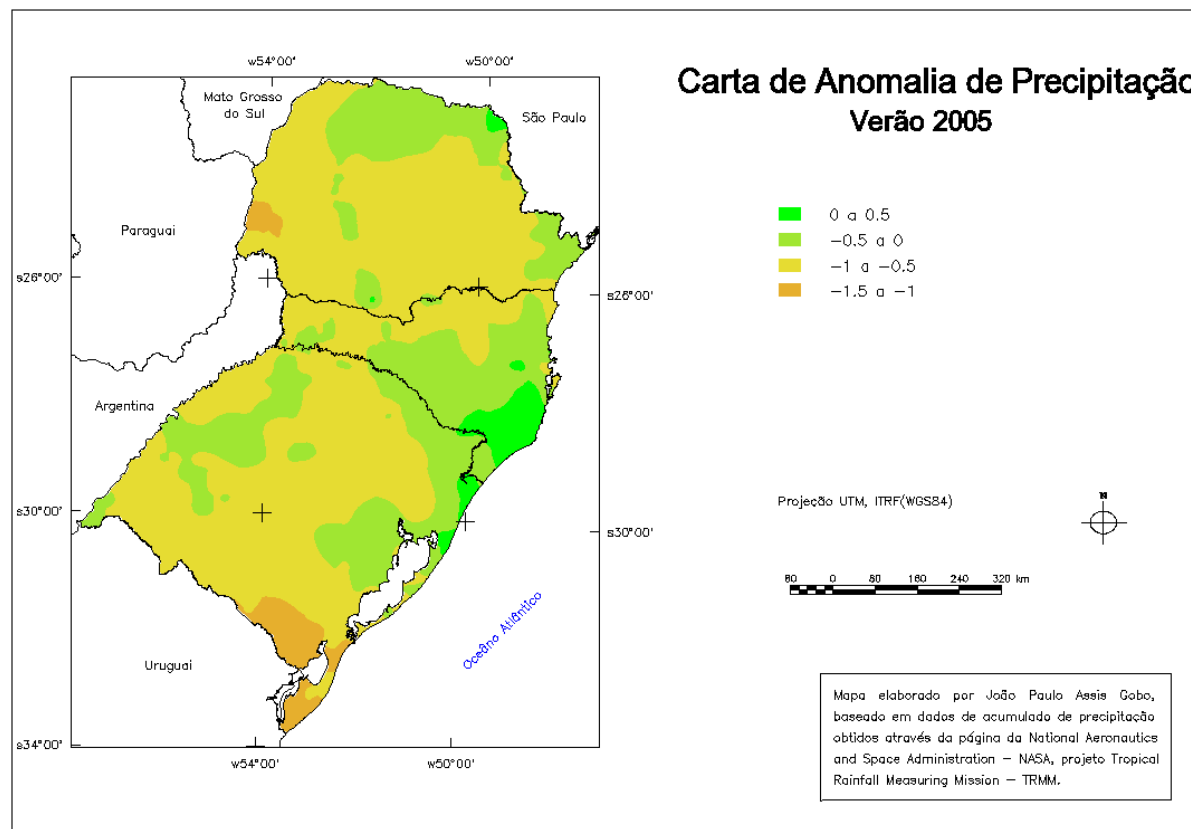 Carta de Anomalia de Precipitação
Verão 2005
w54°00'
w50°00'
Mato Grosso
do Sul
São Paulo
Paraguai
s26°00'
s26°00'
Argentina
s30°00'
s30°00'
Uruguai
Oceâno Atlântico
s34°00'
w54°00'
w50°00'
0 a 0.5
-0.5 a 0
-1 a -0.5
-1.5 a -1
Projeção UTM, ITRF(WGS84)
N
80 0 80 160 240 320 km
Mapa elaborado por João Paulo Assis Gobo,
baseado em dados de acumulado de precipitação
obtidos através da página da National Aeronautics
and Space Administration – NASA, projeto Tropical
Rainfall Measuring Mission – TRMM.